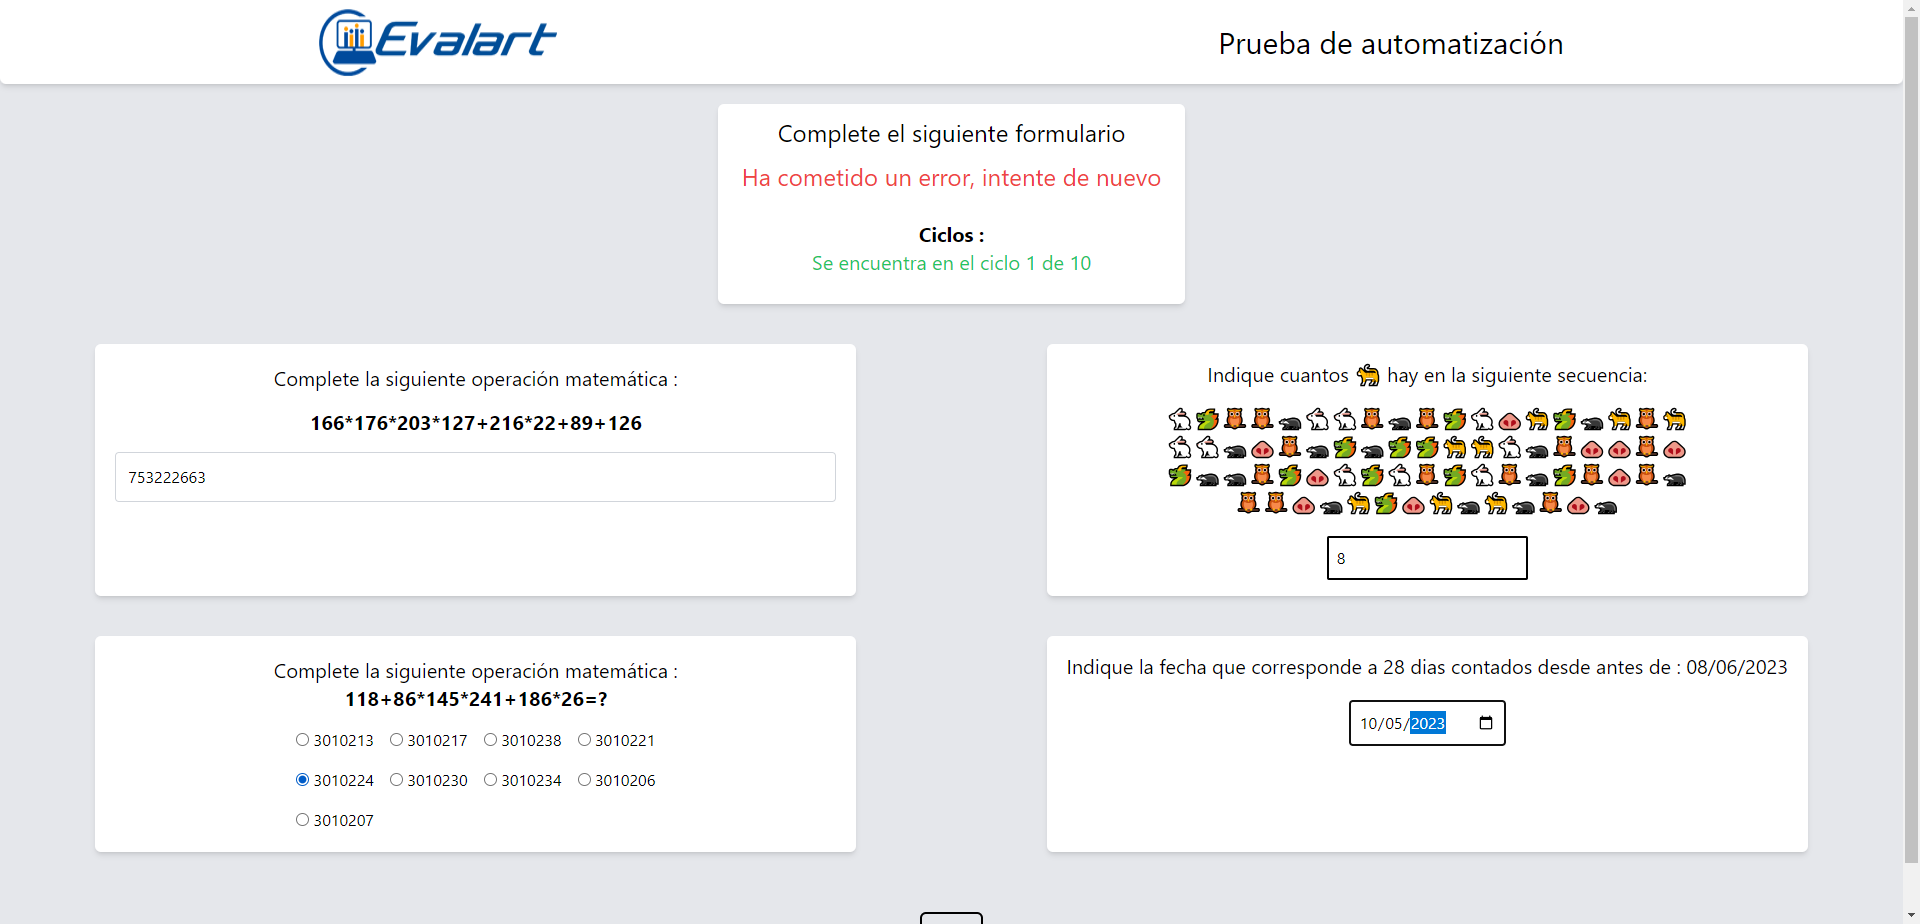 Evalart
Prueba de automatización
Complete el siguiente formulario
Ha cometido un error, intente de nuevo
Ciclos :
Se encuentra en el ciclo 1 de 10
Complete la siguiente operación matemática :
166*176*203*127+216*22+89+126
753222663
Indique cuantos hay en la siguiente secuencia:
8
Complete la siguiente operación matemática :
118+86*145*241+186*26=?
3010213 3010217 3010238 3010221
3010224 3010230 3010234 3010206
3010207
Indique la fecha que corresponde a 28 dias contados desde antes de : 08/06/2023
10/05/2023